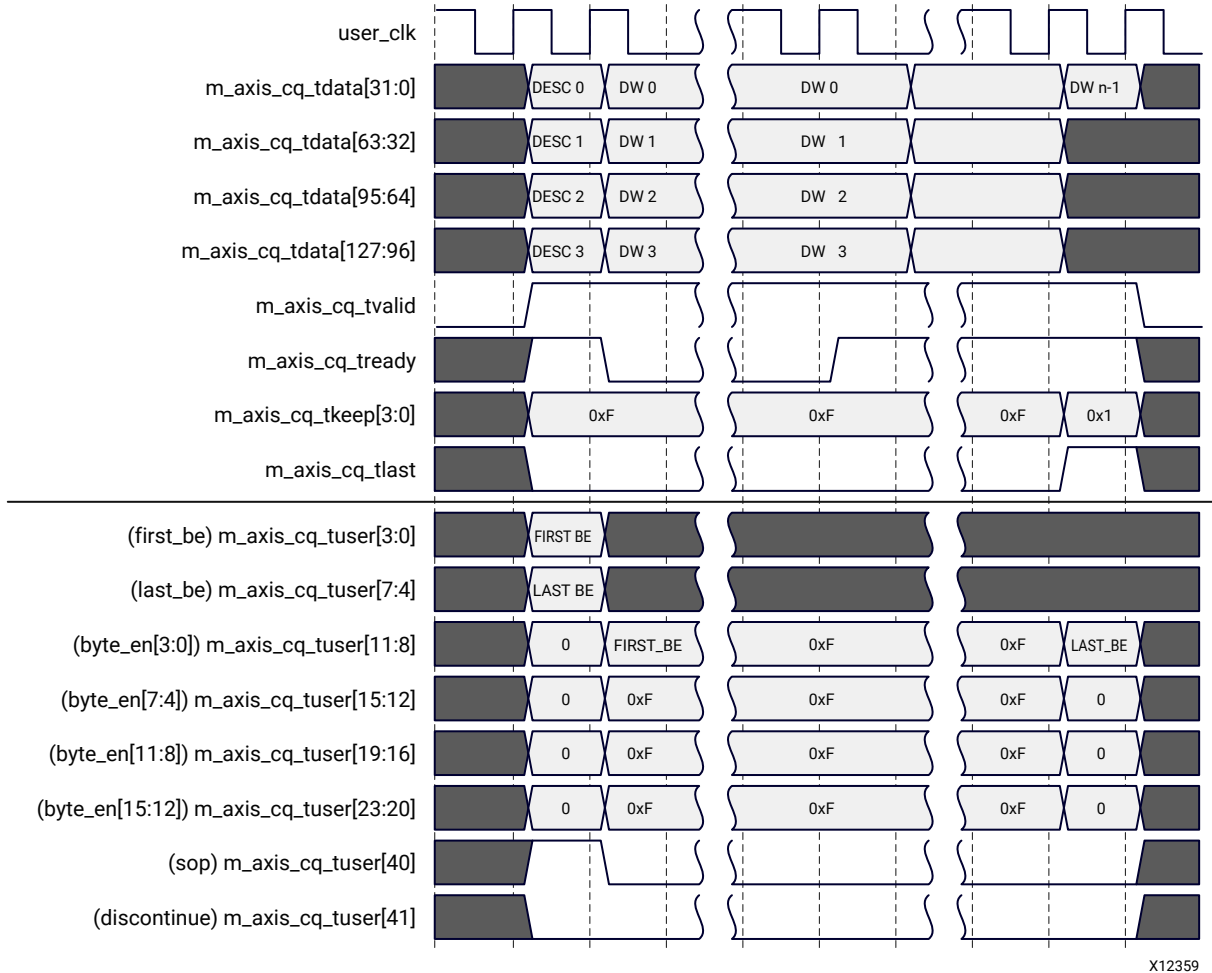 user_clk
m_axis_cq_tdata[31:0] DESC 0 DW 0 DW 0 DW n-1
m_axis_cq_tdata[63:32] DESC 1 DW 1 DW 1
m_axis_cq_tdata[95:64] DESC 2 DW 2 DW 2
m_axis_cq_tdata[127:96] DESC 3 DW 3 DW 3
m_axis_cq_tvalid
m_axis_cq_tready
m_axis_cq_tkeep[3:0] 0xF 0xF 0xF 0x1
m_axis_cq_tlast
(first_be) m_axis_cq_tuser[3:0] FIRST BE
(last_be) m_axis_cq_tuser[7:4] LAST BE
(byte_en[3:0]) m_axis_cq_tuser[11:8] 0 FIRST_BE 0xF 0xF LAST_BE
(byte_en[7:4]) m_axis_cq_tuser[15:12] 0 0xF 0xF 0xF 0
(byte_en[11:8]) m_axis_cq_tuser[19:16] 0 0xF 0xF 0xF 0
(byte_en[15:12]) m_axis_cq_tuser[23:20] 0 0xF 0xF 0xF 0
(sop) m_axis_cq_tuser[40]
(discontinue) m_axis_cq_tuser[41]
X12359